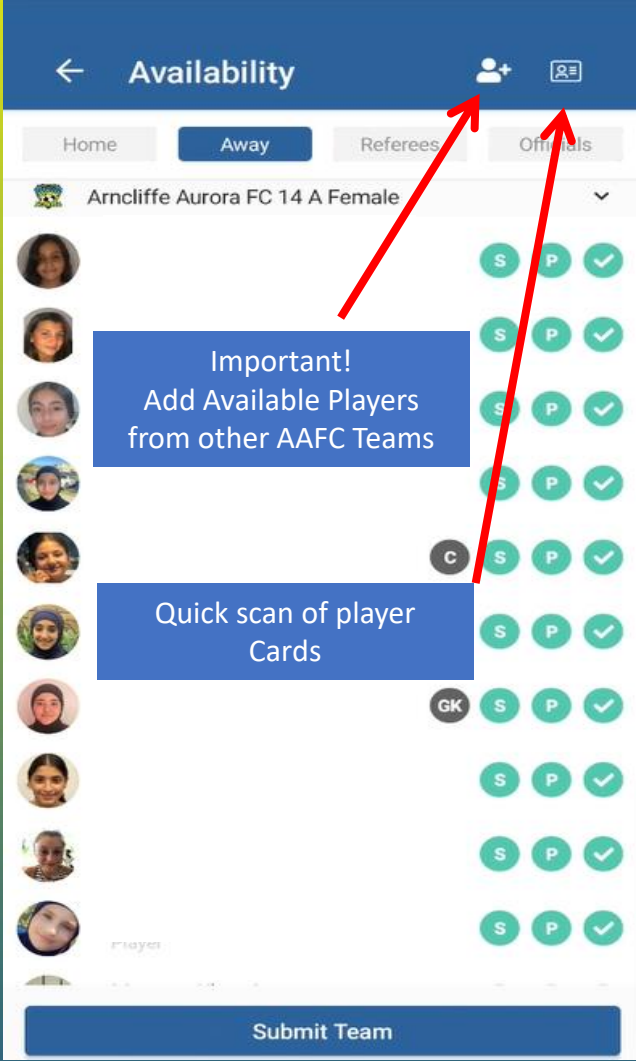 Availability
Home Away Referees Officials
Arncliffe Aurora FC 14 A Female
S P
S P
Important!
Add Available Players
from other AAFC Teams
S P
S P
C S P
Quick scan of player
Cards
S P
GK S P
S P
S P
S P
Player
Submit Team